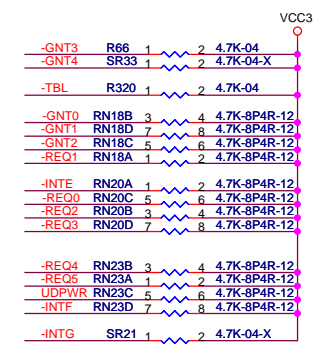 VCC3
-GNT3 R66 1 2 4.7K-04
-GNT4 SR33 1 2 4.7K-04-X
-TBL R320 1 2 4.7K-04
-GNT0 RN18B 3 4 4.7K-8P4R-12
-GNT1 RN18D 7 8 4.7K-8P4R-12
-GNT2 RN18C 5 6 4.7K-8P4R-12
-REQ1 RN18A 1 2 4.7K-8P4R-12
-INTE RN20A 1 2 4.7K-8P4R-12
-REQ0 RN20C 5 6 4.7K-8P4R-12
-REQ2 RN20B 3 4 4.7K-8P4R-12
-REQ3 RN20D 7 8 4.7K-8P4R-12
-REQ4 RN23B 3 4 4.7K-8P4R-12
-REQ5 RN23A 1 2 4.7K-8P4R-12
UDPWR RN23C 5 6 4.7K-8P4R-12
-INTF RN23D 7 8 4.7K-8P4R-12
-INTG SR21 1 2 4.7K-04-X